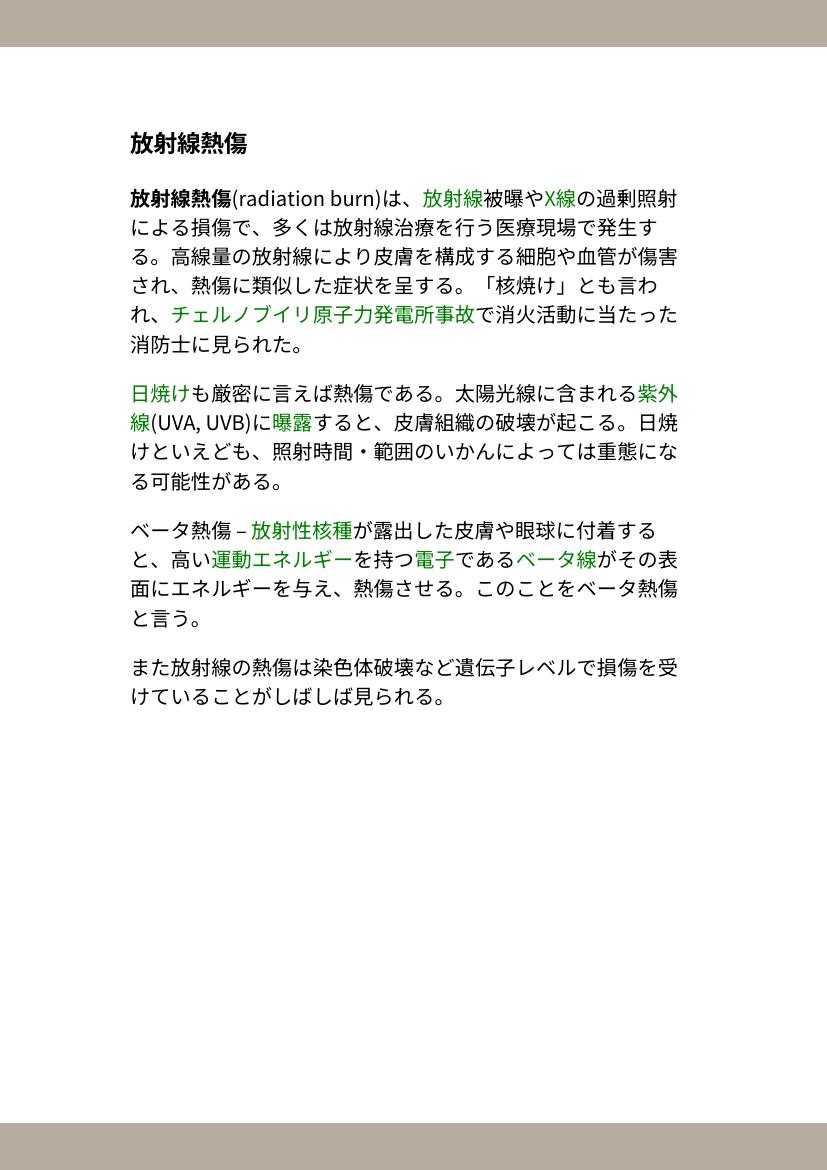 放射線熱傷
放射線熱傷(radiation burn)は、放射線被曝やX線の過剰照射
による損傷で、多くは放射線治療を行う医療現場で発生す
る。高線量の放射線により皮膚を構成する細胞や血管が傷害
され、熱傷に類似した症状を呈する。「核焼け」とも言わ
れ、チェルノブイリ原子力発電所事故で消火活動に当たった
消防士に見られた。
日焼けも厳密に言えば熱傷である。太陽光線に含まれる紫外
線(UVA, UVB)に曝露すると、皮膚組織の破壊が起こる。日焼
けといえども、照射時間・範囲のいかんによっては重態にな
る可能性がある。
ベータ熱傷 – 放射性核種が露出した皮膚や眼球に付着する
と、高い運動エネルギーを持つ電子であるベータ線がその表
面にエネルギーを与え、熱傷させる。このことをベータ熱傷
と言う。
また放射線の熱傷は染色体破壊など遺伝子レベルで損傷を受
けていることがしばしば見られる。